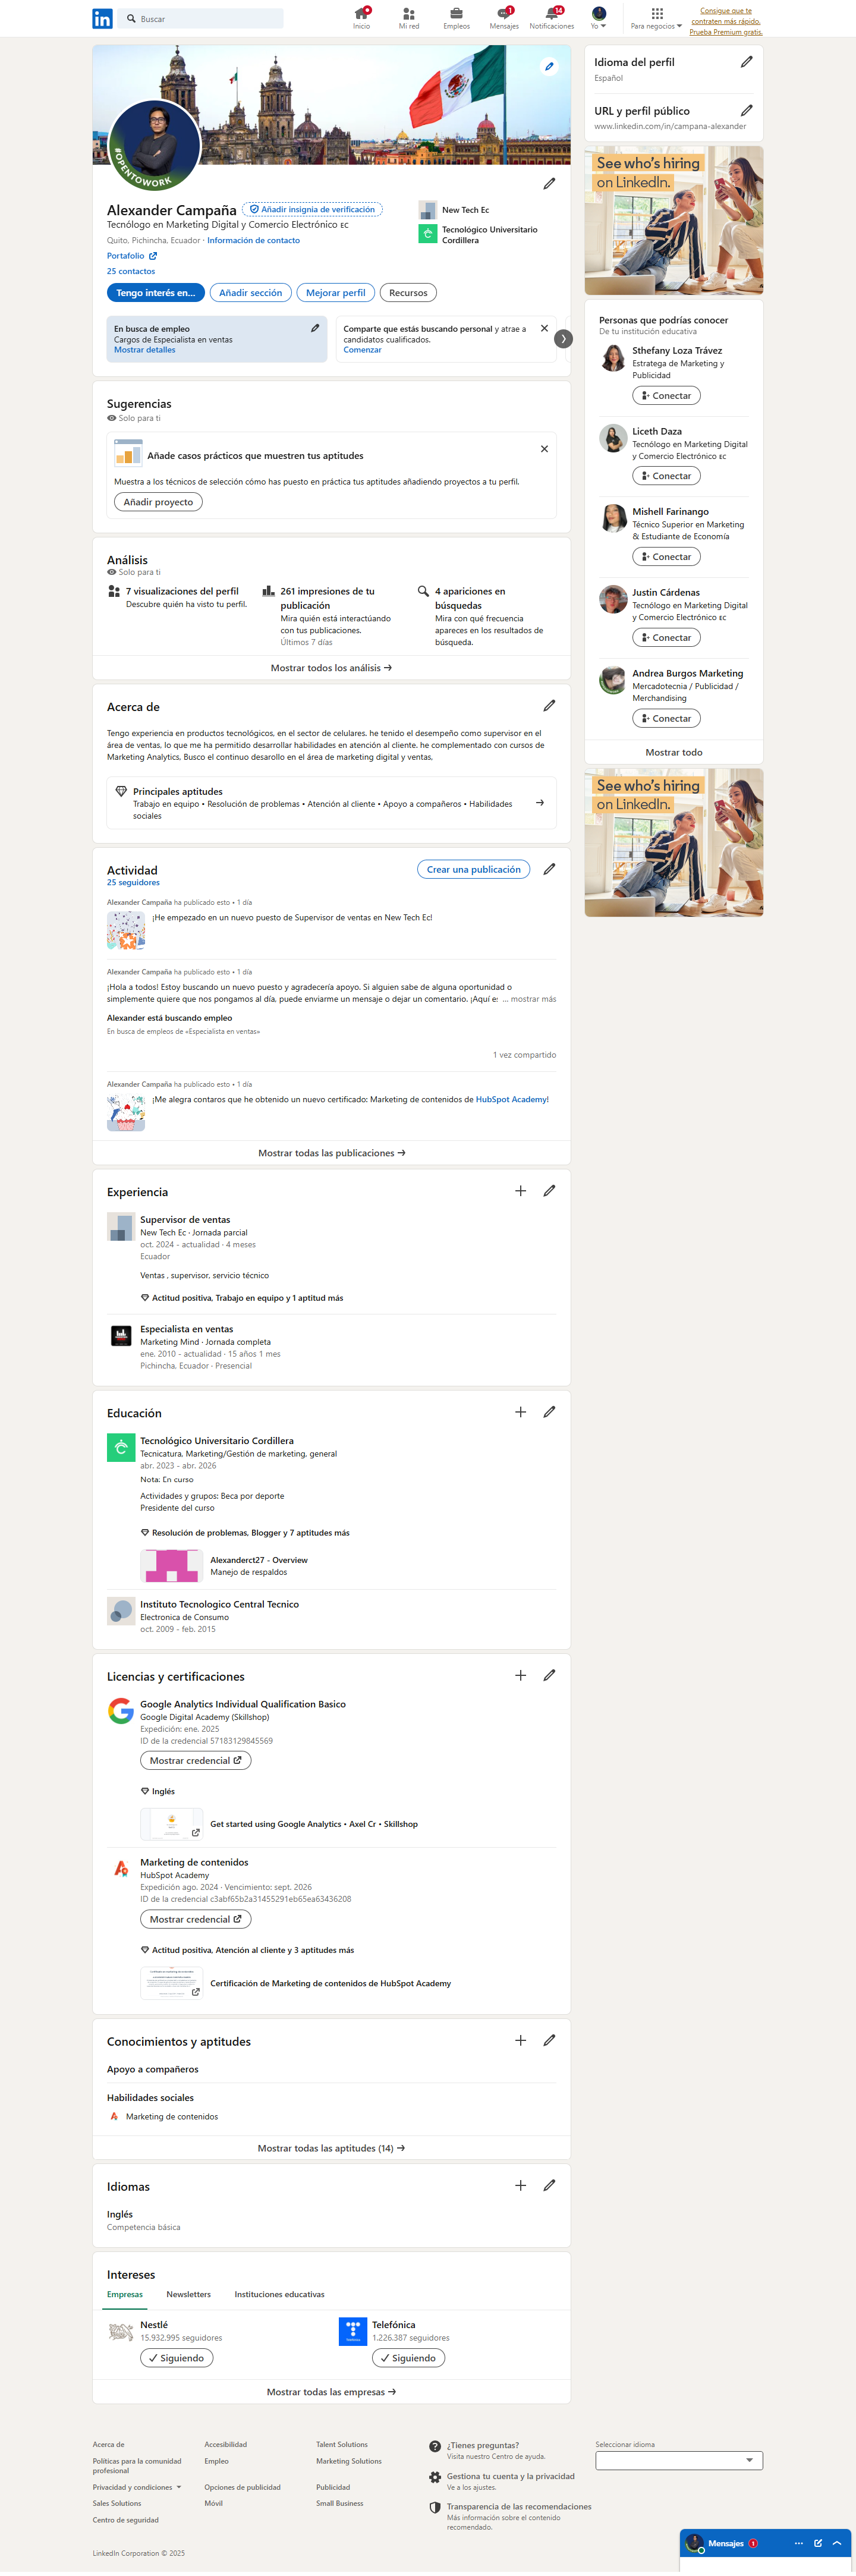 Buscar
Inicio
Mi red
Empleos
1
Mensajes
14
Notificaciones
Yo
Para negocios
Consigue que te
contraten más rápido.
Prueba Premium gratis.
#OPENTOWORK
Alexander Campaña
Añadir insignia de verificación
Tecnólogo en Marketing Digital y Comercio Electrónico EC
Quito, Pichincha, Ecuador · Información de contacto
Portafolio
25 contactos
New Tech Ec
Tecnológico Universitario
Cordillera
Tengo interés en...
Añadir sección
Mejorar perfil
Recursos
En busca de empleo
Cargos de Especialista en ventas
Mostrar detalles
Comparte que estás buscando personal y atrae a
candidatos cualificados.
Comenzar
Sugerencias
Solo para ti
Añade casos prácticos que muestren tus aptitudes
Muestra a los técnicos de selección cómo has puesto en práctica tus aptitudes añadiendo proyectos a tu perfil.
Añadir proyecto
Análisis
Solo para ti
7 visualizaciones del perfil
Descubre quién ha visto tu perfil.
261 impresiones de tu
publicación
Mira quién está interactúando
con tus publicaciones.
Últimos 7 días
4 apariciones en
búsquedas
Mira con qué frecuencia
apareces en los resultados de
búsqueda.
Mostrar todos los análisis →
Acerca de
Tengo experiencia en productos tecnológicos, en el sector de celulares. he tenido el desempeño como supervisor en el
área de ventas, lo que me ha permitido desarrollar habilidades en atención al cliente. he complementado con cursos de
Marketing Analytics. Busco el continuo desarollo en el área de marketing digital y ventas.
Principales aptitudes
Trabajo en equipo • Resolución de problemas • Atención al cliente • Apoyo a compañeros • Habilidades
sociales
Actividad
25 seguidores
Crear una publicación
Alexander Campaña ha publicado esto • 1 día
¡He empezado en un nuevo puesto de Supervisor de ventas en New Tech Ec!
Alexander Campaña ha publicado esto • 1 día
¡Hola a todos! Estoy buscando un nuevo puesto y agradecería apoyo. Si alguien sabe de alguna oportunidad o
simplemente quiere que nos pongamos al día, puede enviarme un mensaje o dejar un comentario. ¡Aquí e: ... mostrar más
Alexander está buscando empleo
En busca de empleos de «Especialista en ventas»
1 vez compartido
Alexander Campaña ha publicado esto • 1 día
¡Me alegra contaros que he obtenido un nuevo certificado: Marketing de contenidos de HubSpot Academy!
Mostrar todas las publicaciones →
Experiencia
Supervisor de ventas
New Tech Ec · Jornada parcial
oct. 2024 - actualidad · 4 meses
Ecuador
Ventas , supervisor, servicio técnico
Actitud positiva, Trabajo en equipo y 1 aptitud más
Especialista en ventas
Marketing Mind · Jornada completa
ene. 2010 - actualidad · 15 años 1 mes
Pichincha, Ecuador · Presencial
Educación
Tecnológico Universitario Cordillera
Tecnicatura, Marketing/Gestión de marketing, general
abr. 2023 - abr. 2026
Nota: En curso
Actividades y grupos: Beca por deporte
Presidente del curso
Resolución de problemas, Blogger y 7 aptitudes más
Alexanderct27 - Overview
Manejo de respaldos
Instituto Tecnologico Central Tecnico
Electronica de Consumo
oct. 2009 - feb. 2015
Licencias y certificaciones
Google Analytics Individual Qualification Basico
Google Digital Academy (Skillshop)
Expedición: ene. 2025
ID de la credencial 57183129845569
Mostrar credencial
Inglés
Get started using Google Analytics • Axel Cr • Skillshop
Marketing de contenidos
HubSpot Academy
Expedición ago. 2024 · Vencimiento: sept. 2026
ID de la credencial c3abf65b2a31455291eb65ea63436208
Mostrar credencial
Actitud positiva, Atención al cliente y 3 aptitudes más
Certificación de Marketing de contenidos de HubSpot Academy
Conocimientos y aptitudes
Apoyo a compañeros
Habilidades sociales
Marketing de contenidos
Mostrar todas las aptitudes (14) →
Idiomas
Inglés
Competencia básica
Intereses
Empresas
Newsletters
Instituciones educativas
Nestlé
15.932.995 seguidores
Siguiendo
Telefónica
1.226.387 seguidores
Siguiendo
Mostrar todas las empresas →
Idioma del perfil
Español
URL y perfil público
www.linkedin.com/in/campana-alexander
See who's hiring
on LinkedIn.
Personas que podrías conocer
De tu institución educativa
Sthefany Loza Trávez
Estratega de Marketing y
Publicidad
Conectar
Liceth Daza
Tecnólogo en Marketing Digital
y Comercio Electrónico EC
Conectar
Mishell Farinango
Técnico Superior en Marketing
& Estudiante de Economía
Conectar
Justin Cárdenas
Tecnólogo en Marketing Digital
y Comercio Electrónico EC
Conectar
Andrea Burgos Marketing
Mercadotecnia / Publicidad /
Merchandising
Conectar
Mostrar todo
See who's hiring
on LinkedIn.
Acerca de
Accesibilidad
Talent Solutions
Políticas para la comunidad
profesional
Empleo
Marketing Solutions
Privacidad y condiciones
Opciones de publicidad
Publicidad
Sales Solutions
Móvil
Small Business
Centro de seguridad
¿Tienes preguntas?
Visita nuestro Centro de ayuda.
Gestiona tu cuenta y la privacidad
Ve a los ajustes.
Transparencia de las recomendaciones
Más información sobre el contenido
recomendado.
Seleccionar idioma
LinkedIn Corporation © 2025
Mensajes 1